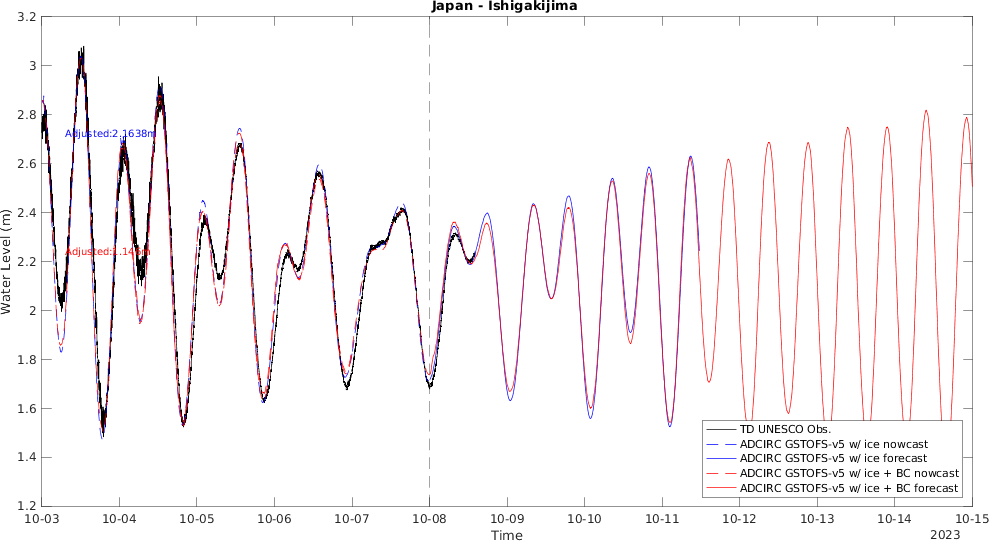 Japan - Ishigakijima
3.2
3
2.8
2.6
2.4
2.2
2
1.8
1.6
1.4
1.2
Water Level (m)
Adjusted:2.1638m
TD UNESCO Obs.
ADCIRC GSTOFS-v5 w/ ice nowcast
ADCIRC GSTOFS-v5 w/ ice forecast
ADCIRC GSTOFS-v5 w/ ice + BC nowcast
ADCIRC GSTOFS-v5 w/ ice + BC forecast
10-03 10-04 10-05 10-06 10-07 10-08 10-09 10-10 10-11 10-12 10-13 10-14 10-15
Time
2023